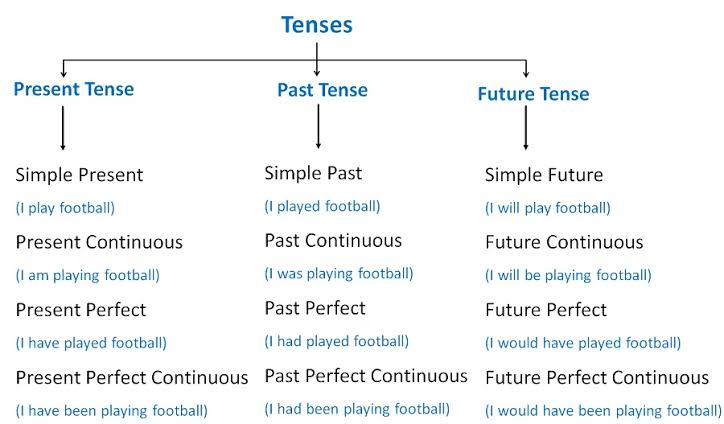 Tenses
Present Tense
Past Tense
Future Tense
Simple Present
(I play football)
Present Continuous
(I am playing football)
Present Perfect
(I have played football)
Present Perfect Continuous
(I have been playing football)
Simple Past
(I played football)
Past Continuous
(I was playing football)
Past Perfect
(I had played football)
Past Perfect Continuous
(I had been playing football)
Simple Future
(I will play football)
Future Continuous
(I will be playing football)
Future Perfect
(I would have played football)
Future Perfect Continuous
(I would have been playing football)